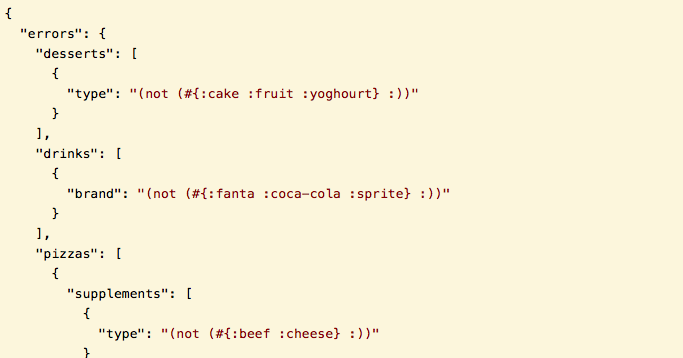 {
  "errors": {
    "desserts": [
      {
        "type": "(not (#{:cake :fruit :yoghourt} :))"
      }
    ],
    "drinks": [
      {
        "brand": "(not (#{:fanta :coca-cola :sprite} :))"
      }
    ],
    "pizzas": [
      {
        "supplements": [
          {
            "type": "(not (#{:beef :cheese} :))"
          }